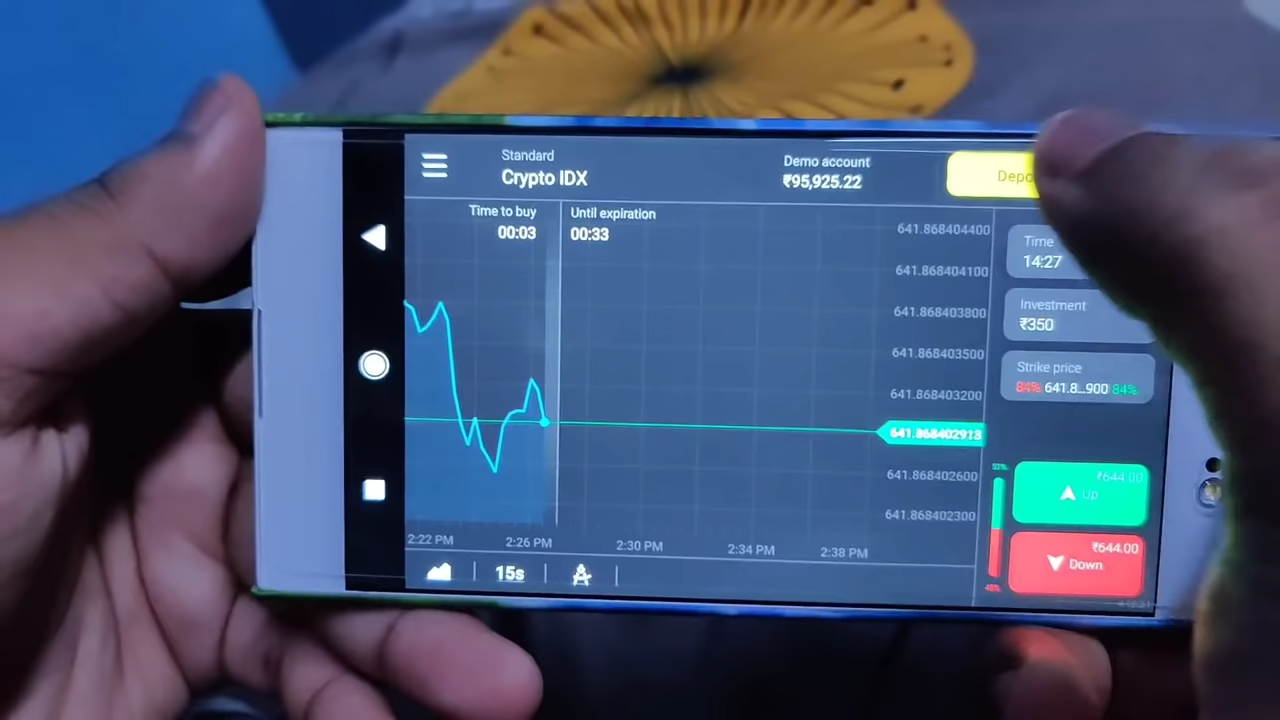 Standard
Crypto IDX
Demo account
₹95,925.22
Time to buy
00:03
Until expiration
00:33
641.868404400
641.868404100
641.868403800
641.868403500
641.868403200
641.868402913
641.868402600
641.868402300
Time
14:27
Investment
₹350
Strike price
84% 641.8...900 84%
₹644.00
Up
₹644.00
Down
2:22 PM
2:26 PM
2:30 PM
2:34 PM
2:38 PM
15s